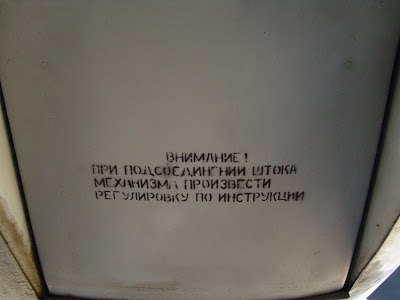 ВНИМАНИЕ!
ПРИ ПОДСОЕДИНЕНИИ ШТОКА
МЕХАНИЗМА ПРОИЗВЕСТИ
РЕГУЛИРОВКУ ПО ИНСТРУКЦИИ